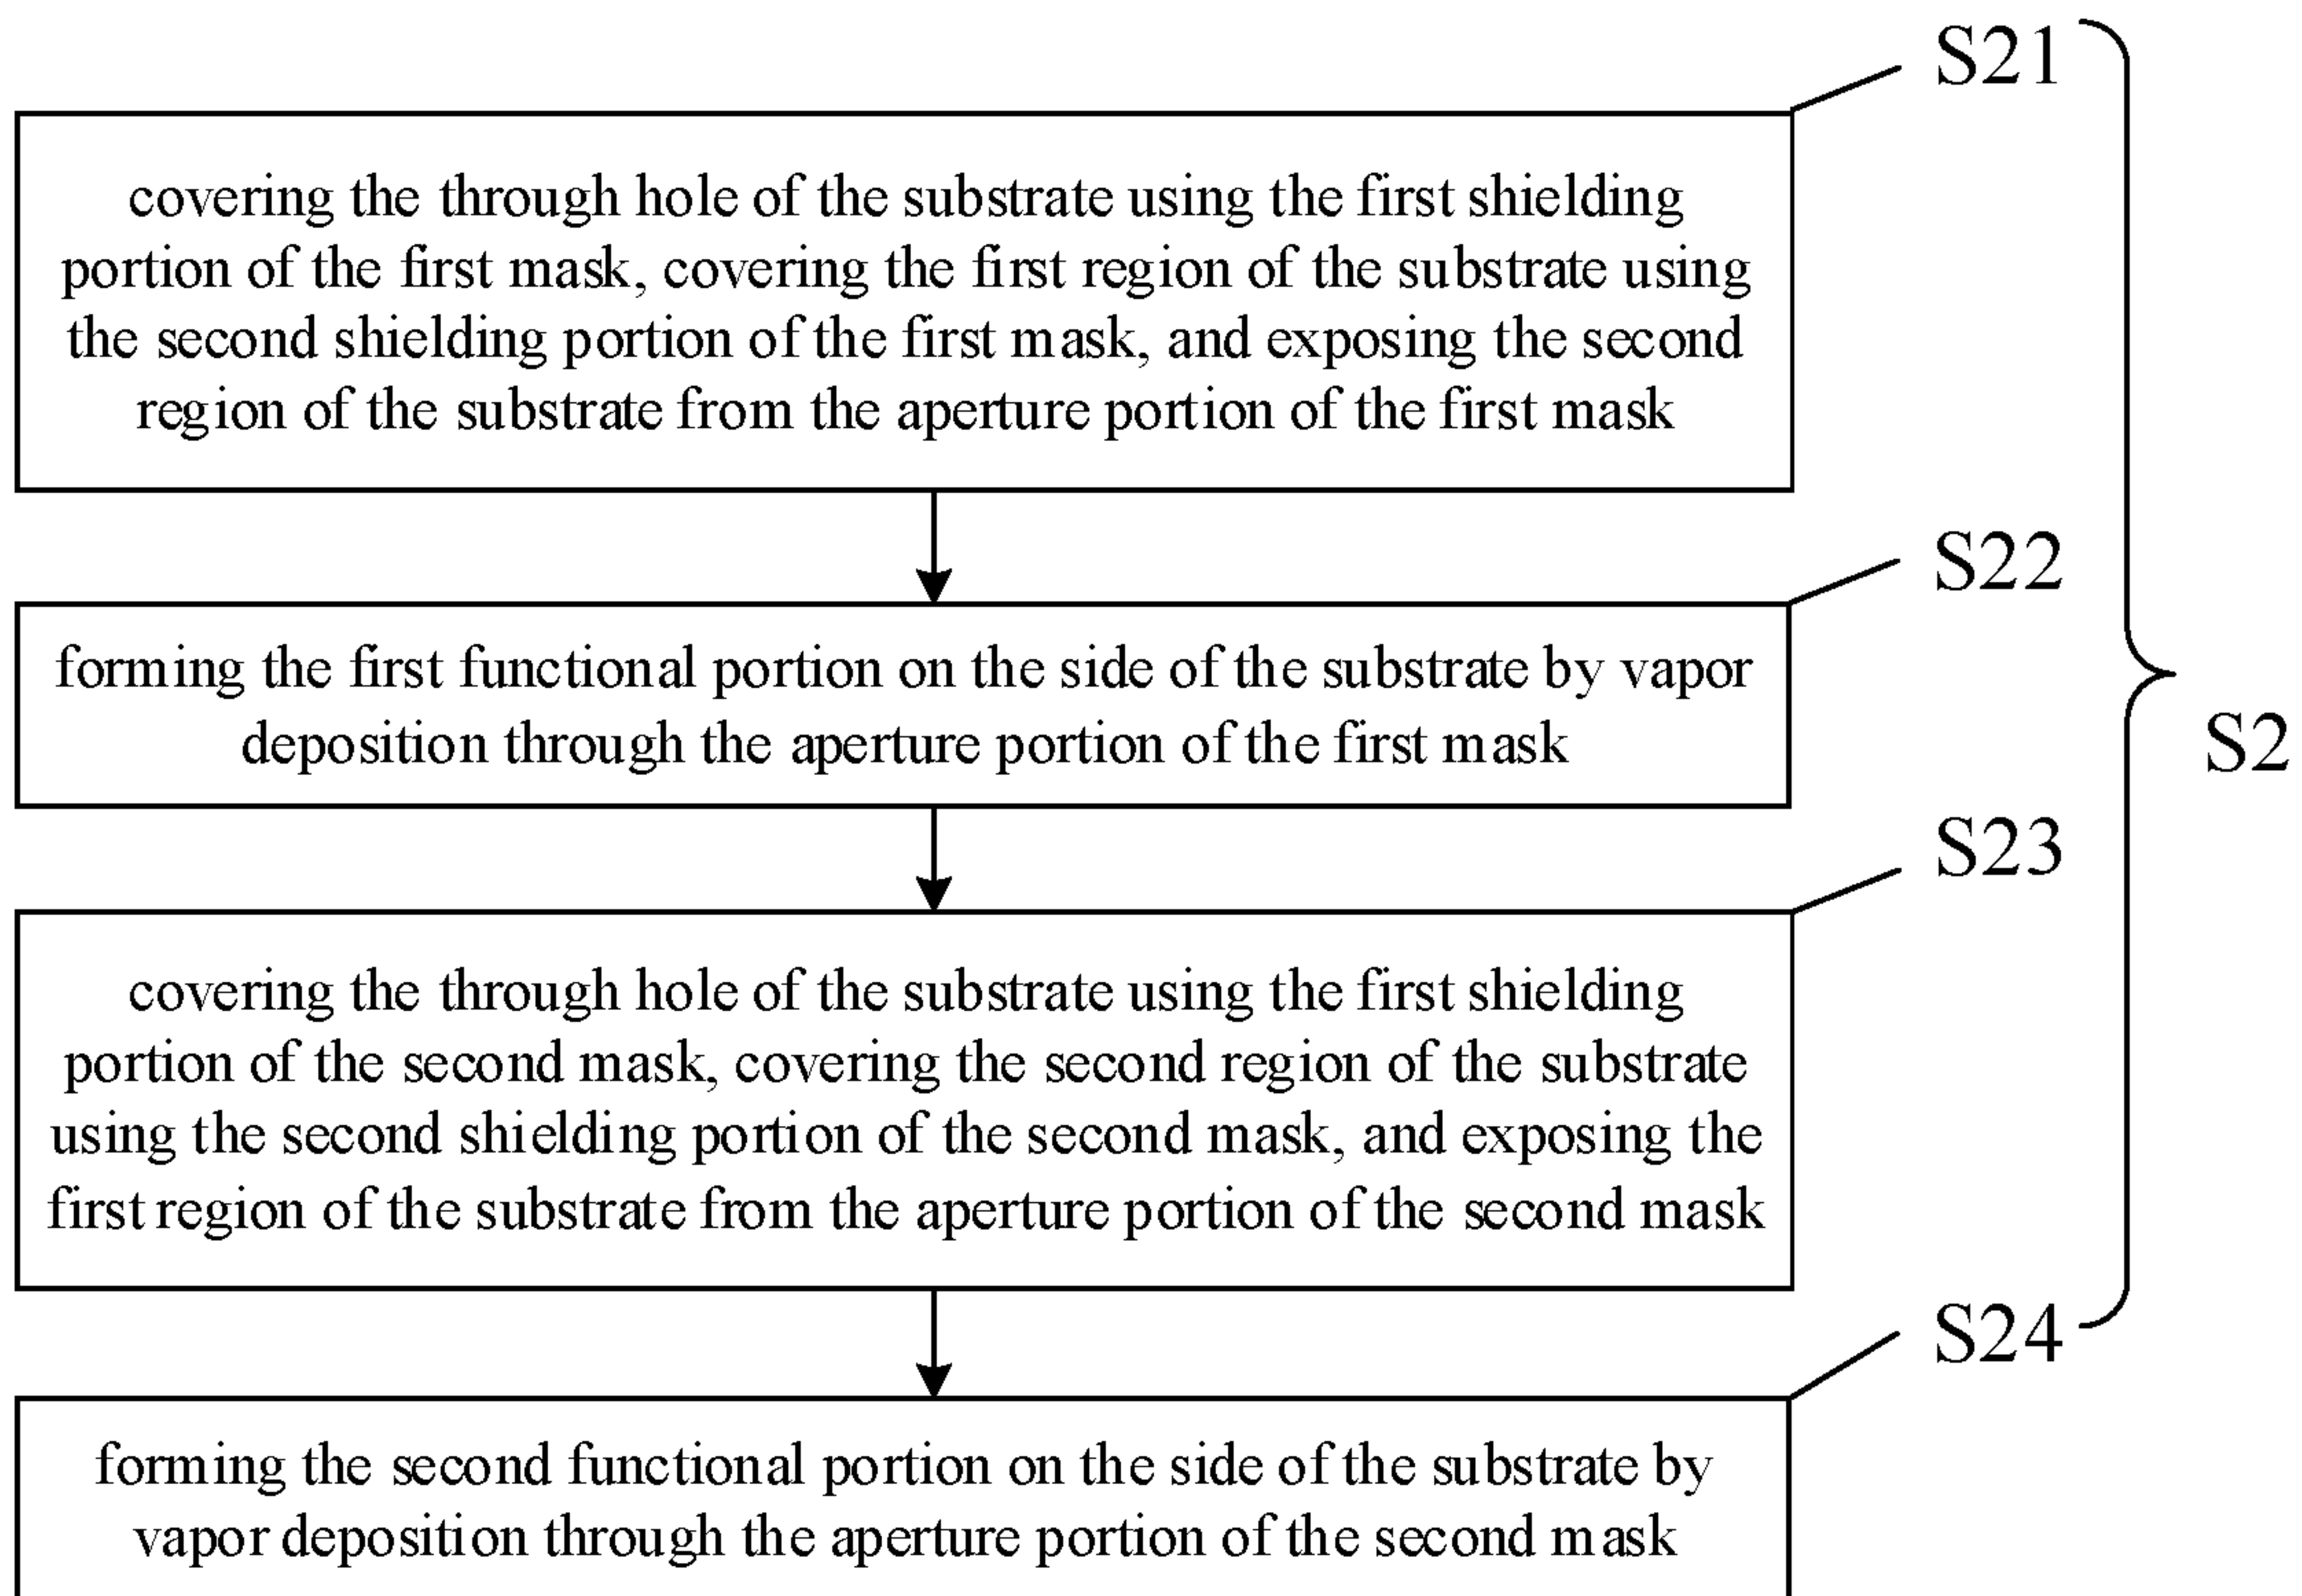 S21
covering the through hole of the substrate using the first shielding
portion of the first mask, covering the first region of the substrate using
the second shielding portion of the first mask, and exposing the second
region of the substrate from the aperture portion of the first mask
S22
forming the first functional portion on the side of the substrate by vapor
deposition through the aperture portion of the first mask
S2
S23
covering the through hole of the substrate using the first shielding
portion of the second mask, covering the second region of the substrate
using the second shielding portion of the second mask, and exposing the
first region of the substrate from the aperture portion of the second mask
S24
forming the second functional portion on the side of the substrate by
vapor deposition through the aperture portion of the second mask